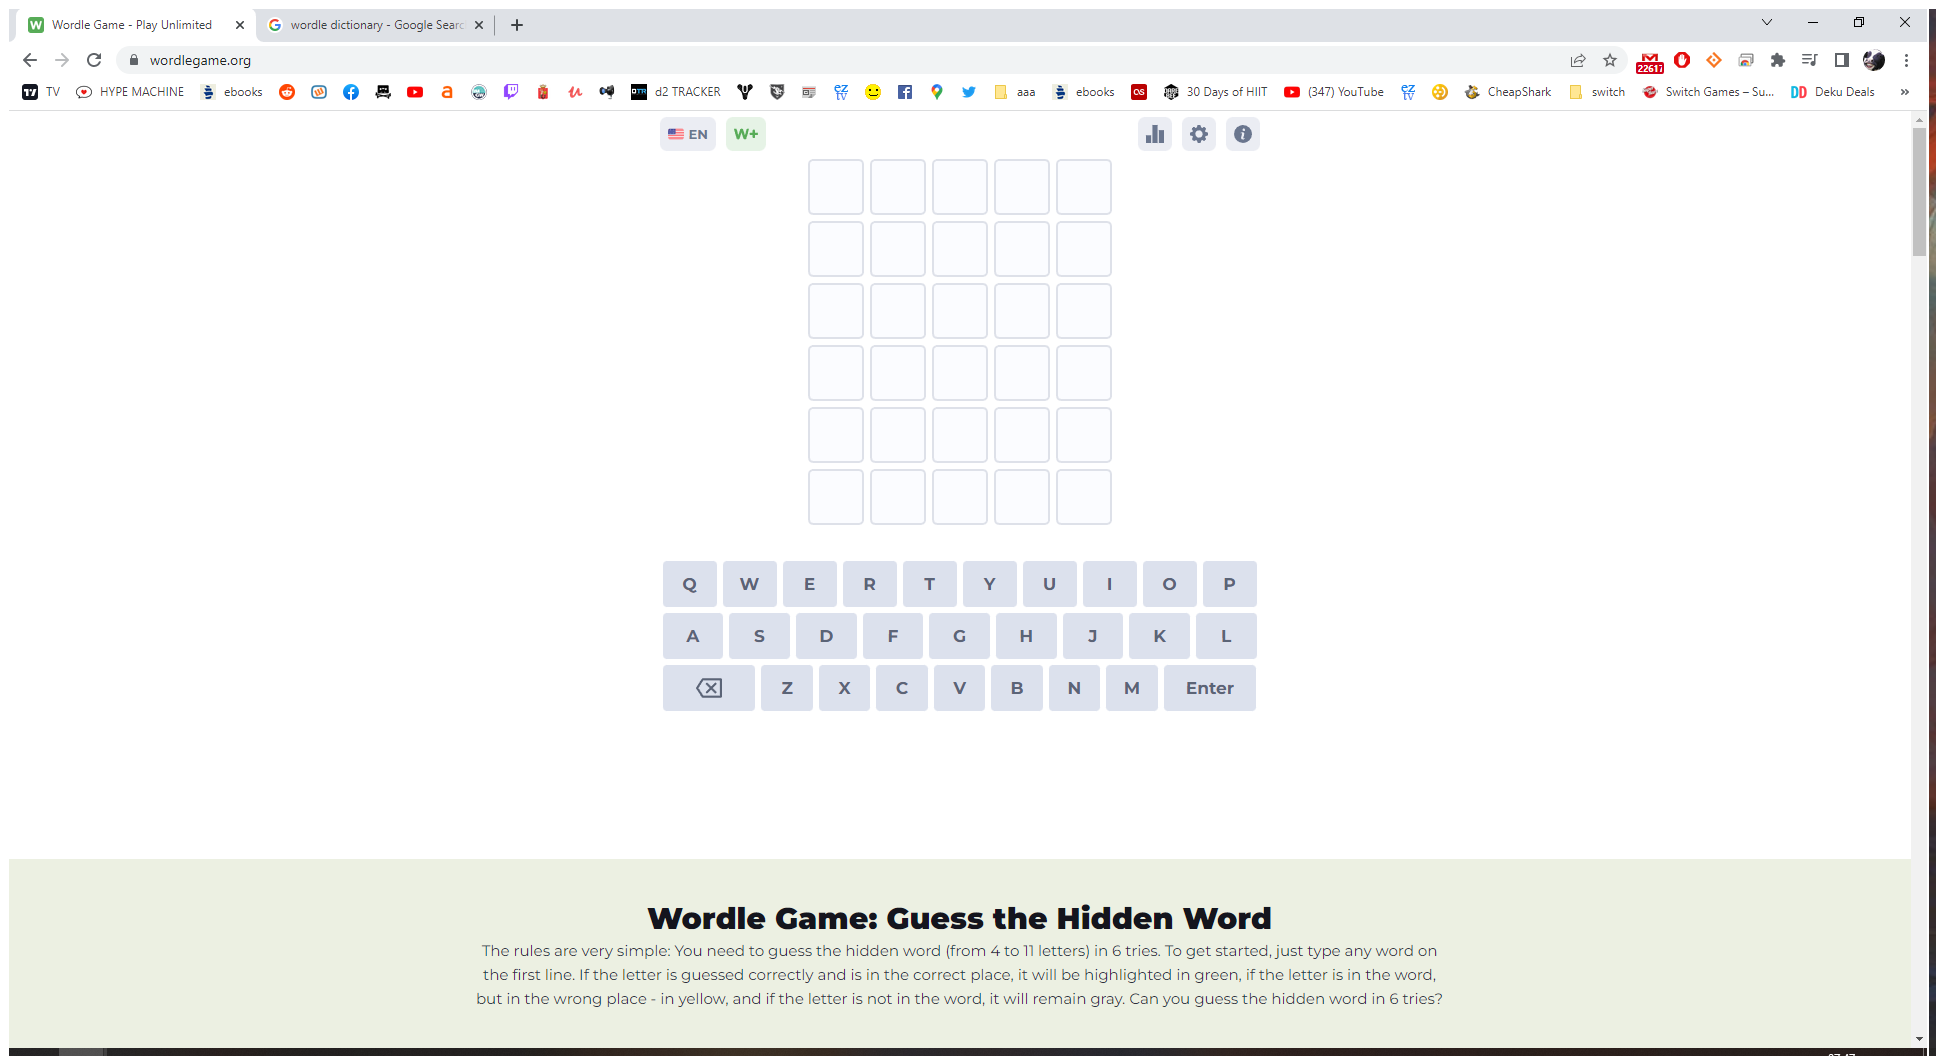 Wordle Game - Play Unlimited
wordle dictionary - Google Searc
wordlegame.org
22617
TV HYPE MACHINE ebooks d2 TRACKER aaa ebooks 30 Days of HIIT (347) YouTube CheapShark switch Switch Games – Su... Deku Deals »
EN W+
Q W E R T Y U I O P
A S D F G H J K L
Z X C V B N M Enter
Wordle Game: Guess the Hidden Word
The rules are very simple: You need to guess the hidden word (from 4 to 11 letters) in 6 tries. To get started, just type any word on
the first line. If the letter is guessed correctly and is in the correct place, it will be highlighted in green, if the letter is in the word,
but in the wrong place - in yellow, and if the letter is not in the word, it will remain gray. Can you guess the hidden word in 6 tries?